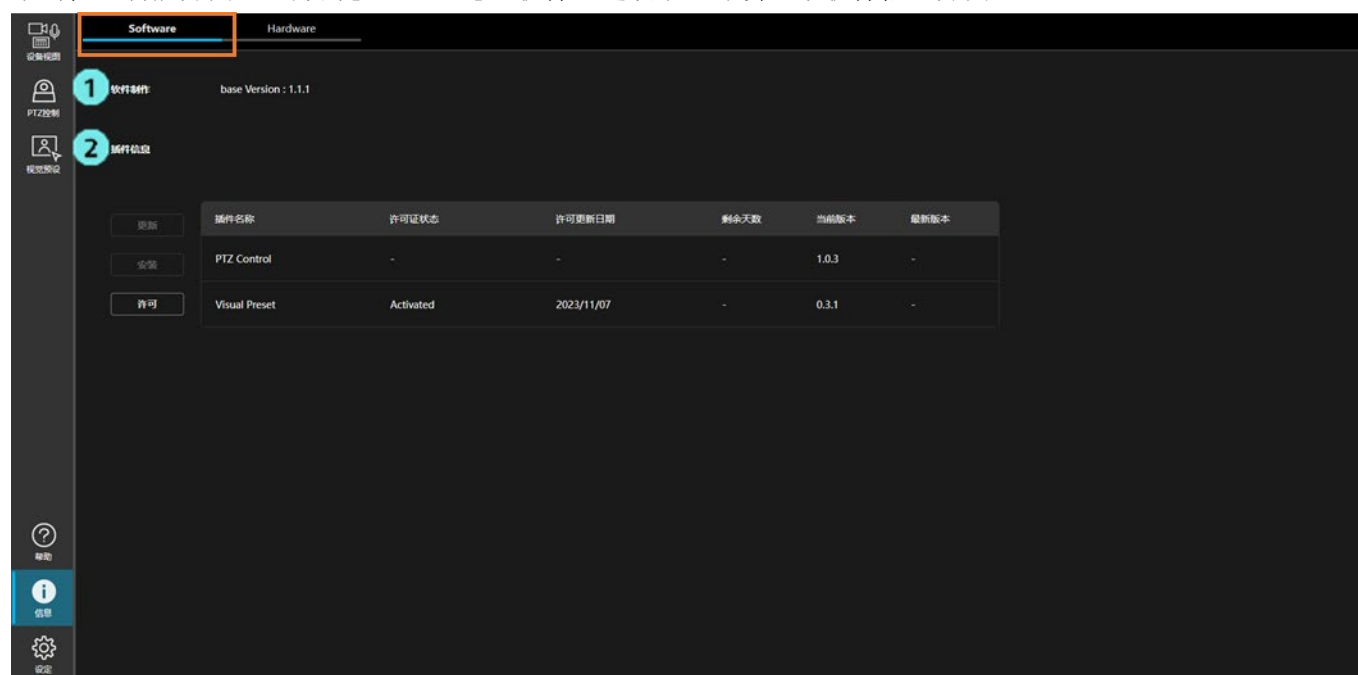 Software Hardware
设备视图
1 软件制作: base Version : 1.1.1
PTZ控制
2 插件信息
视觉预设
更新
安装
许可
插件名称 许可证状态 许可更新日期 剩余天数 当前版本 最新版本
PTZ Control - - - 1.0.3 -
Visual Preset Activated 2023/11/07 - 0.3.1 -
帮助
信息
设定